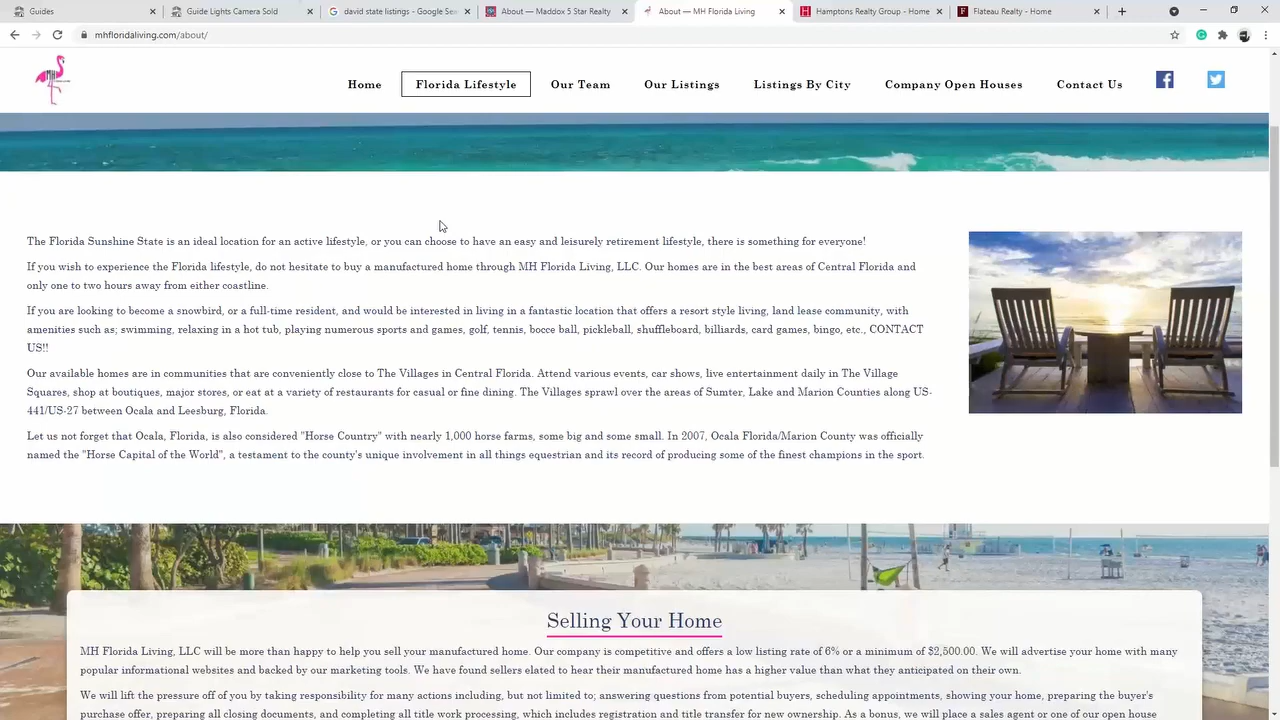 Guides
Guide Lights Camera Sold
david state listings - Google Sea
About — Maddox 5 Star Realty
About — MH Florida Living
Hamptons Realty Group - Home
Flateau Realty - Home
mhfloridaliving.com/about/
MH
Home
Florida Lifestyle
Our Team
Our Listings
Listings By City
Company Open Houses
Contact Us
The Florida Sunshine State is an ideal location for an active lifestyle, or you can choose to have an easy and leisurely retirement lifestyle, there is something for everyone!
If you wish to experience the Florida lifestyle, do not hesitate to buy a manufactured home through MH Florida Living, LLC. Our homes are in the best areas of Central Florida and
only one to two hours away from either coastline.
If you are looking to become a snowbird, or a full-time resident, and would be interested in living in a fantastic location that offers a resort style living, land lease community, with
amenities such as; swimming, relaxing in a hot tub, playing numerous sports and games, golf, tennis, bocce ball, pickleball, shuffleboard, billiards, card games, bingo, etc., CONTACT
US!!
Our available homes are in communities that are conveniently close to The Villages in Central Florida. Attend various events, car shows, live entertainment daily in The Village
Squares, shop at boutiques, major stores, or eat at a variety of restaurants for casual or fine dining. The Villages sprawl over the areas of Sumter, Lake and Marion Counties along US-
441/US-27 between Ocala and Leesburg, Florida.
Let us not forget that Ocala, Florida, is also considered "Horse Country" with nearly 1,000 horse farms, some big and some small. In 2007, Ocala Florida/Marion County was officially
named the "Horse Capital of the World", a testament to the county's unique involvement in all things equestrian and its record of producing some of the finest champions in the sport.
Selling Your Home
MH Florida Living, LLC will be more than happy to help you sell your manufactured home. Our company is competitive and offers a low listing rate of 6% or a minimum of $2,500.00. We will advertise your home with many
popular informational websites and backed by our marketing tools. We have found sellers elated to hear their manufactured home has a higher value than what they anticipated on their own.
We will lift the pressure off of you by taking responsibility for many actions including, but not limited to; answering questions from potential buyers, scheduling appointments, showing your home, preparing the buyer's
purchase offer, preparing all closing documents, and completing all title work processing, which includes registration and title transfer for new ownership. As a bonus, we will place a sales agent or one of our open house